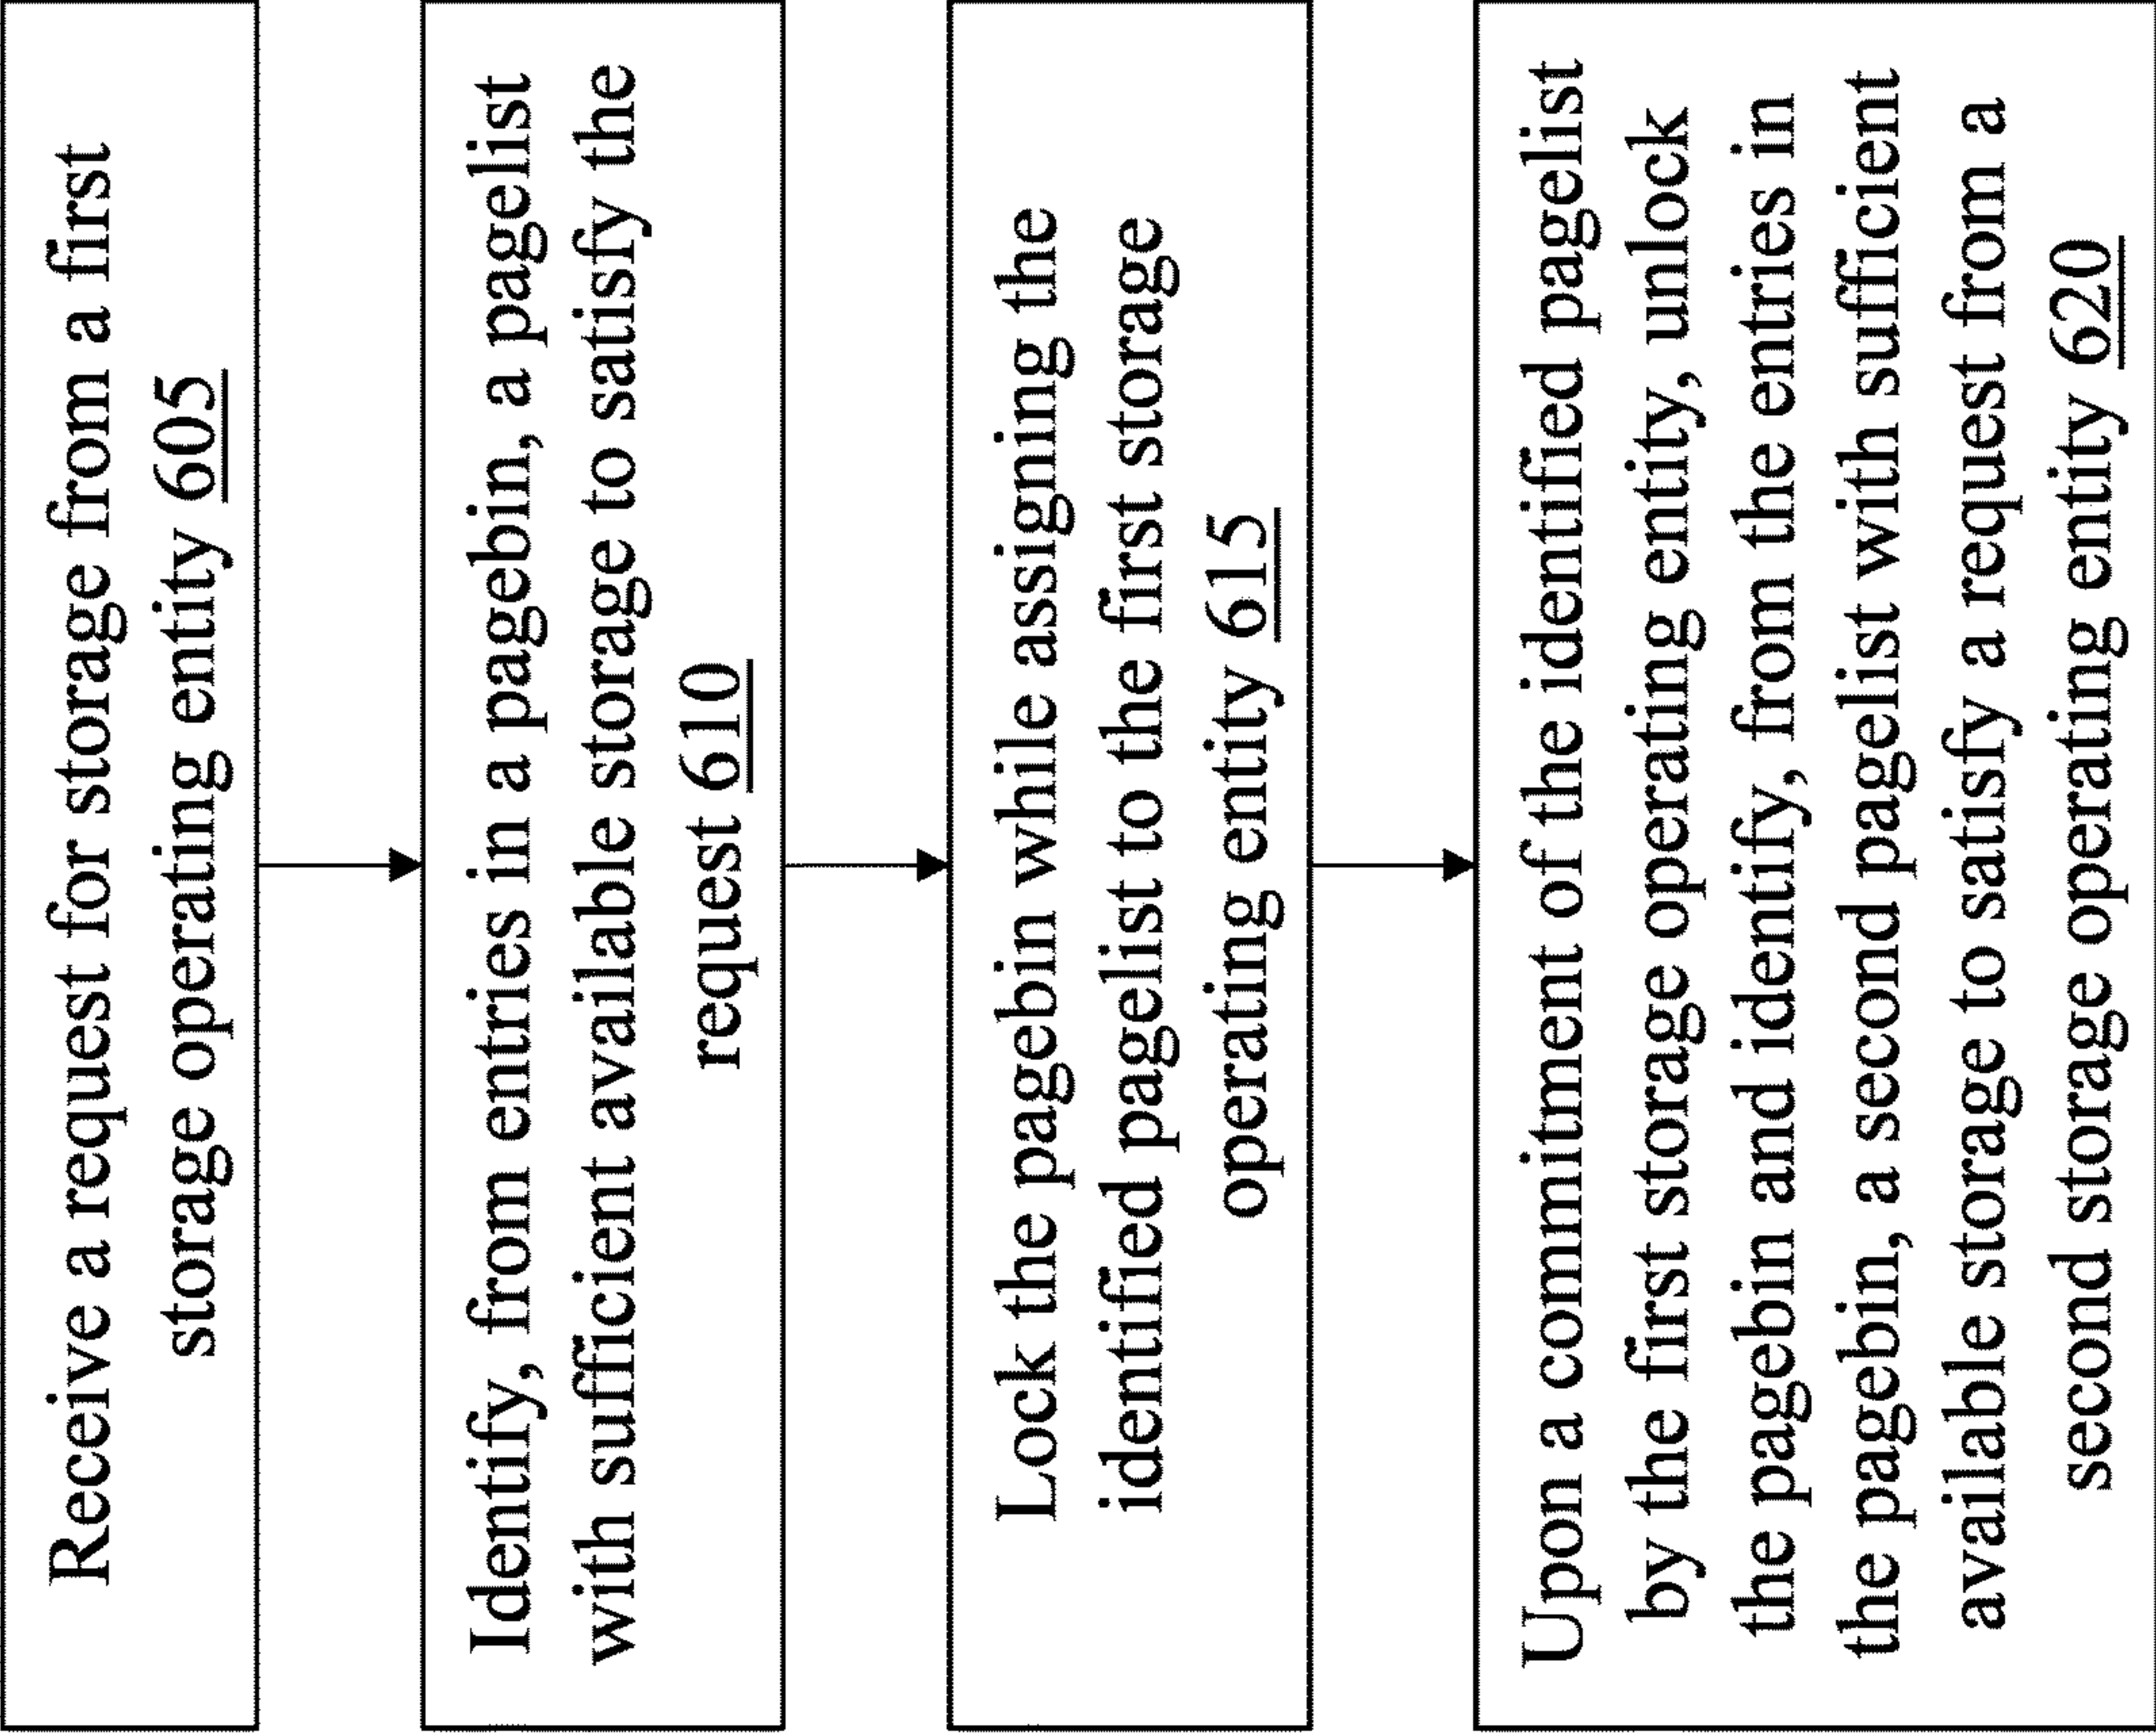 Receive a request for storage from a first
storage operating entity 605
Identify, from entries in a pagebin, a pagelist
with sufficient available storage to satisfy the
request 610
Lock the pagebin while assigning the
identified pagelist to the first storage
operating entity 615
Upon a commitment of the identified pagelist
by the first storage operating entity, unlock
the pagebin and identify, from the entries in
the pagebin, a second pagelist with sufficient
available storage to satisfy a request from a
second storage operating entity 620